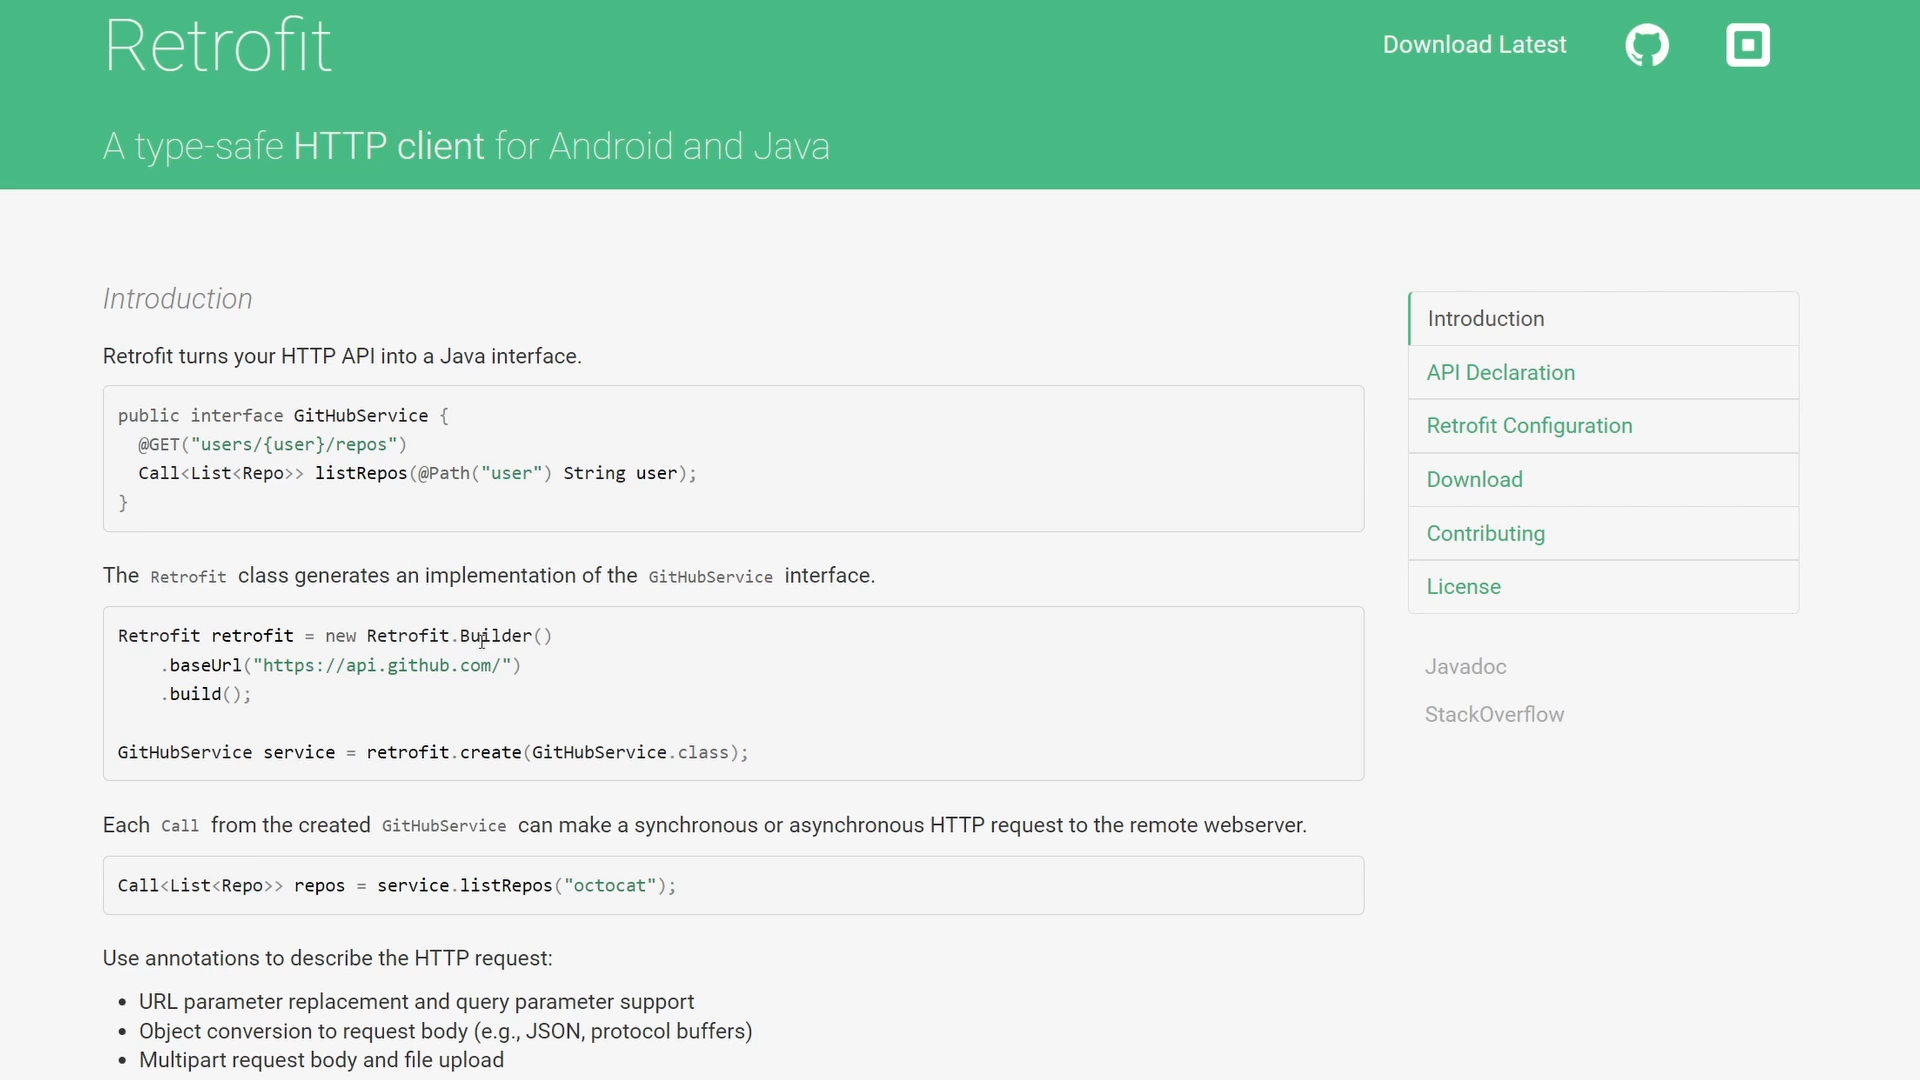 Retrofit
Download Latest
A type-safe HTTP client for Android and Java
Introduction
Retrofit turns your HTTP API into a Java interface.
public interface GitHubService {
  @GET("users/{user}/repos")
  Call<List<Repo>> listRepos(@Path("user") String user);
}
The Retrofit class generates an implementation of the GitHubService interface.
Retrofit retrofit = new Retrofit.Builder()
    .baseUrl("https://api.github.com/")
    .build();
GitHubService service = retrofit.create(GitHubService.class);
Each Call from the created GitHubService can make a synchronous or asynchronous HTTP request to the remote webserver.
Call<List<Repo>> repos = service.listRepos("octocat");
Use annotations to describe the HTTP request:
• URL parameter replacement and query parameter support
• Object conversion to request body (e.g., JSON, protocol buffers)
• Multipart request body and file upload
Introduction
API Declaration
Retrofit Configuration
Download
Contributing
License
Javadoc
StackOverflow